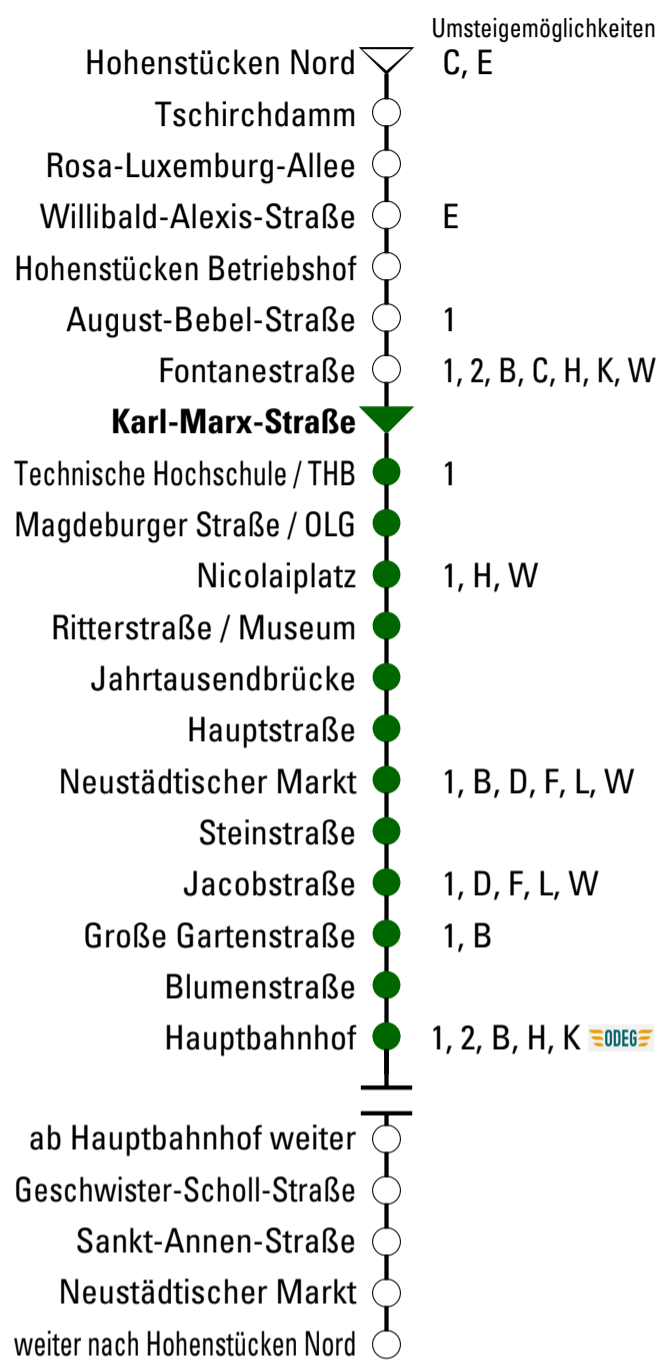 Umsteigemöglichkeiten
Hohenstücken Nord C, E
Tschirchdamm
Rosa-Luxemburg-Allee
Willibald-Alexis-Straße E
Hohenstücken Betriebshof
August-Bebel-Straße 1
Fontanestraße 1, 2, B, C, H, K, W
Karl-Marx-Straße
Technische Hochschule / THB 1
Magdeburger Straße / OLG
Nicolaiplatz 1, H, W
Ritterstraße / Museum
Jahrtausendbrücke
Hauptstraße
Neustädtischer Markt 1, B, D, F, L, W
Steinstraße
Jacobstraße 1, D, F, L, W
Große Gartenstraße 1, B
Blumenstraße
Hauptbahnhof 1, 2, B, H, K ODEG
ab Hauptbahnhof weiter
Geschwister-Scholl-Straße
Sankt-Annen-Straße
Neustädtischer Markt
weiter nach Hohenstücken Nord